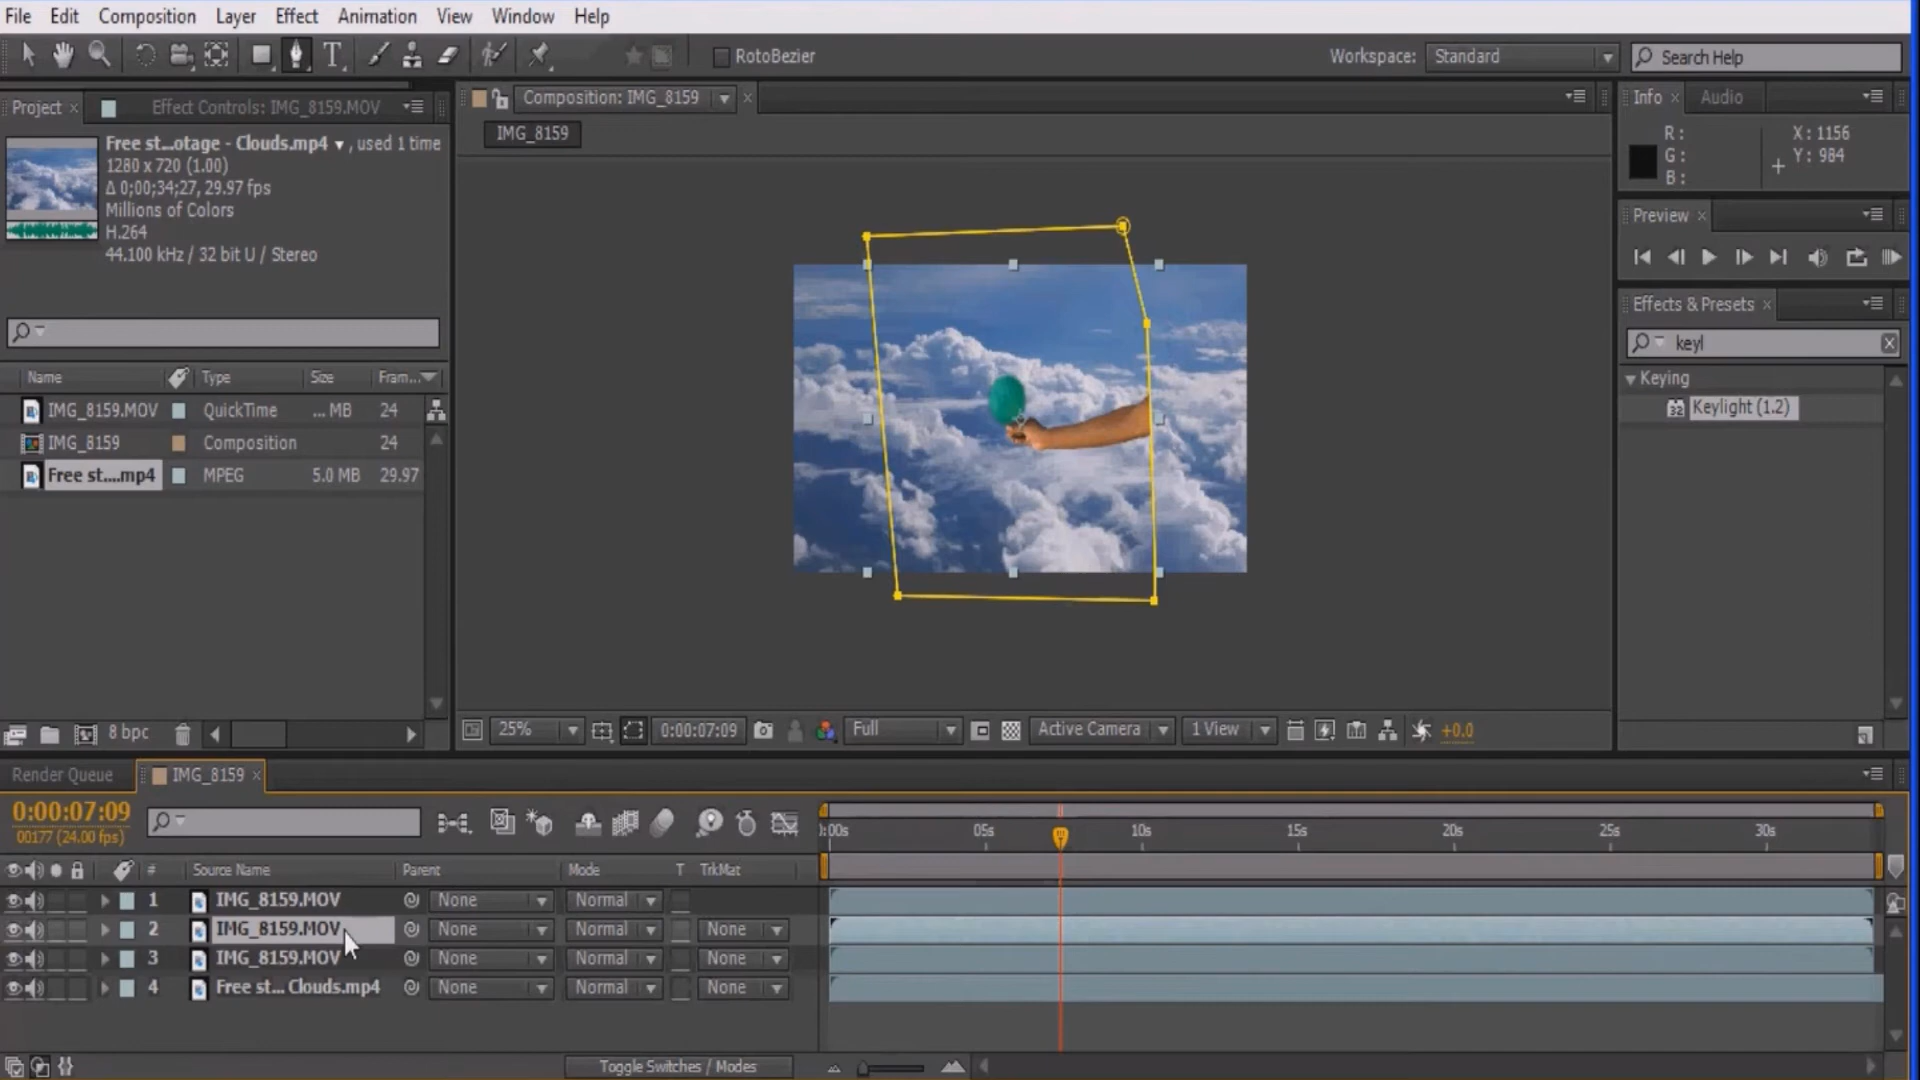 File Edit Composition Layer Effect Animation View Window Help
RotoBezier
Workspace: Standard
Search Help
Project × Effect Controls: IMG_8159.MOV
Free st...otage - Clouds.mp4 ▾ , used 1 time
1280 x 720 (1.00)
Δ 0;00;34;27, 29.97 fps
Millions of Colors
H.264
44.100 kHz / 32 bit U / Stereo
Name Type Size Fram...
IMG_8159.MOV QuickTime ... MB 24
IMG_8159 Composition 24
Free st....mp4 MPEG 5.0 MB 29.97
8 bpc
Composition: IMG_8159
IMG_8159
25% 0:00:07:09 Full Active Camera 1 View +0.0
Info × Audio
R: X: 1156
G: Y: 984
B:
Preview ×
Effects & Presets ×
keyl
Keying
32 Keylight (1.2)
Render Queue IMG_8159 ×
0:00:07:09
00177 (24.00 fps)
# Source Name Parent Mode T TrkMat
1 IMG_8159.MOV None Normal
2 IMG_8159.MOV None Normal None
3 IMG_8159.MOV None Normal None
4 Free st... Clouds.mp4 None Normal None
):00s 05s 10s 15s 20s 25s 30s
Toggle Switches / Modes